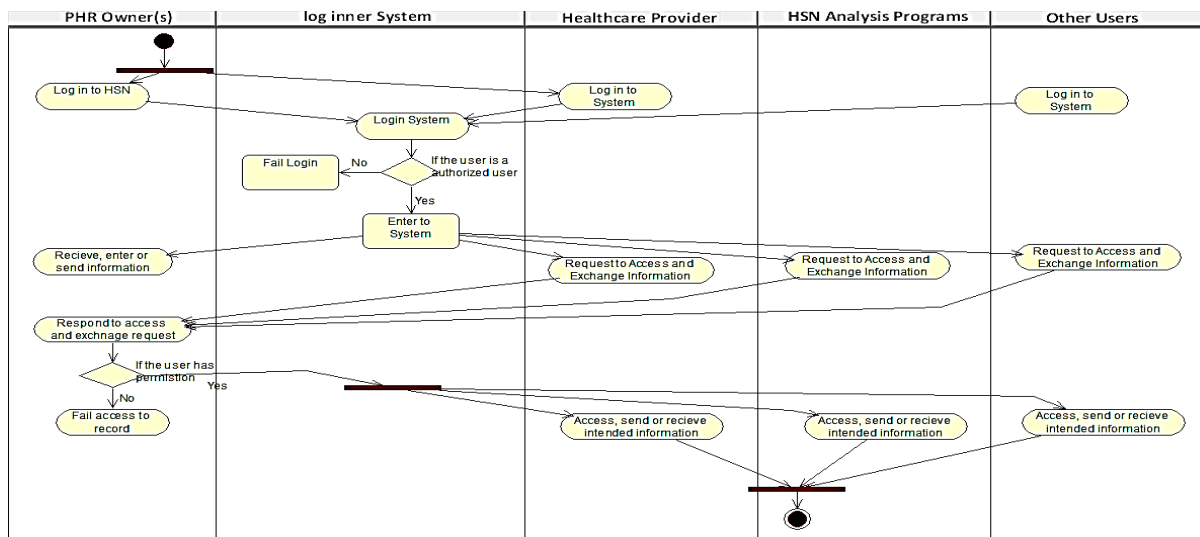 PHR Owner(s)
log inner System
Healthcare Provider
HSN Analysis Programs
Other Users
Log in to HSN
Log in to
System
Log in to
System
Login System
Fail Login
No
If the user is a
authorized user
Yes
Enter to
System
Recieve, enter or
send information
Request to Access and
Exchange Information
Request to Access and
Exchange Information
Request to Access and
Exchange Information
Respond to access
and exchnage request
If the user has
permistion
Yes
No
Fail access to
record
Access, send or recieve
intended information
Access, send or recieve
intended information
Access, send or recieve
intended information